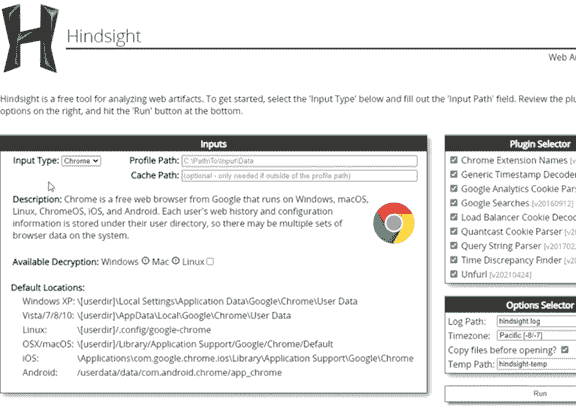 Hindsight
Web Ar
Hindsight is a free tool for analyzing web artifacts. To get started, select the 'Input Type' below and fill out the 'Input Path' field. Review the plu
options on the right, and hit the 'Run' button at the bottom.
Inputs
Input Type: Chrome
Profile Path: C:\Path\To\Input\Data
Cache Path: (optional - only needed if outside of the profile path)
Description: Chrome is a free web browser from Google that runs on Windows, macOS,
Linux, ChromeOS, iOS, and Android. Each user's web history and configuration
information is stored under their user directory, so there may be multiple sets of
browser data on the system.
Available Decryption: Windows Mac Linux
Default Locations:
Windows XP: \[userdir]\Local Settings\Application Data\Google\Chrome\User Data
Vista/7/8/10: \[userdir]\AppData\Local\Google\Chrome\User Data
Linux: \[userdir]/.config/google-chrome
OSX/macOS: \[userdir]/Library/Application Support/Google/Chrome/Default
iOS: \Applications\com.google.chrome.ios\Library\Application Support\Google\Chrome
Android: /userdata/data/com.android.chrome/app_chrome
Plugin Selector
Chrome Extension Names [v
Generic Timestamp Decoder
Google Analytics Cookie Par
Google Searches [v20160912]
Load Balancer Cookie Decod
Quantcast Cookie Parser [v
Query String Parser [v201702
Time Discrepancy Finder [v2
Unfurl [v20210424]
Options Selector
Log Path: hindsight.log
Timezone: Pacific [-8/-7]
Copy files before opening?
Temp Path: hindsight-temp
Run